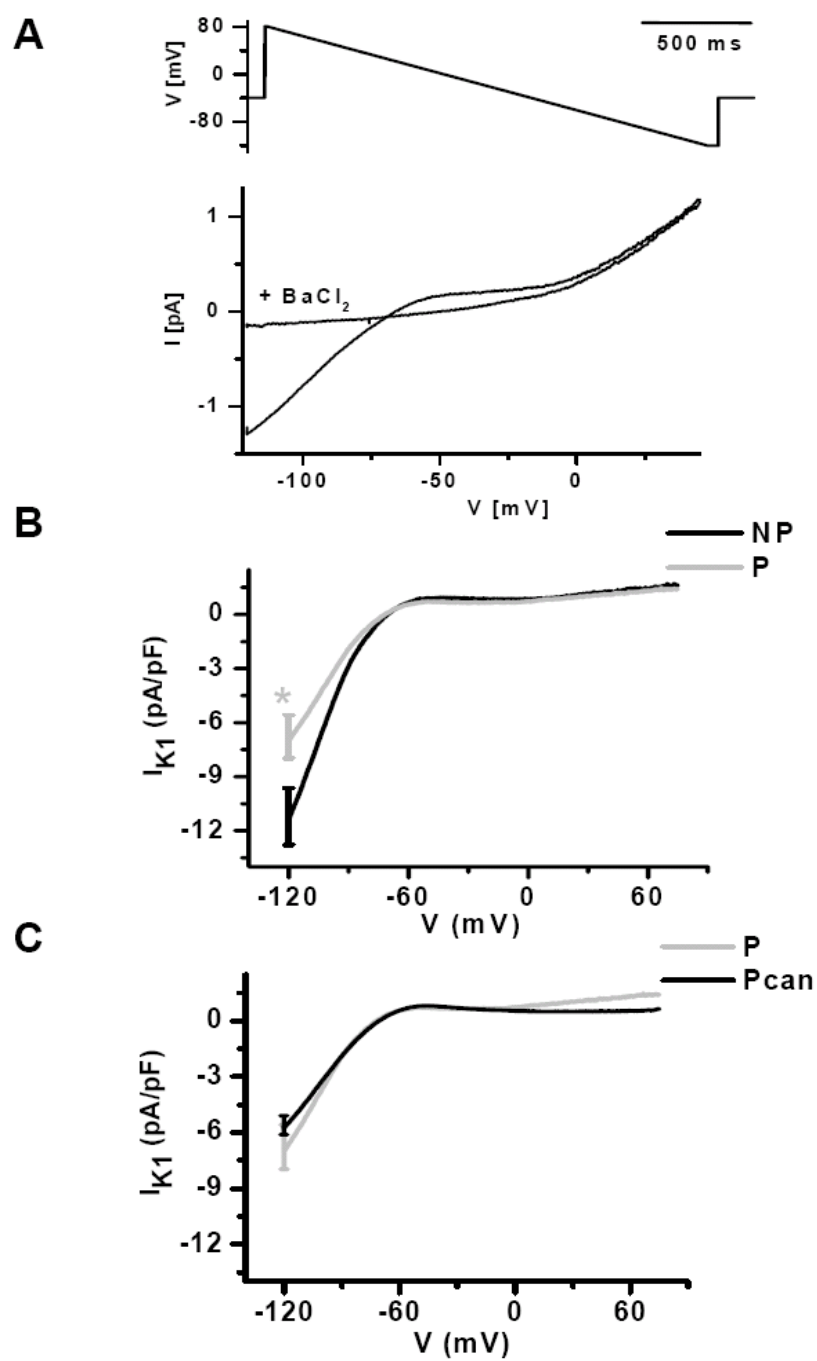 A
80
0
-80
V [mV]
500 ms
1
0
-1
I [pA]
+ BaCl2
-100
-50
0
V [mV]
B
NP
P
0
-3
-6
-9
-12
IK1 (pA/pF)
*
-120
-60
0
60
V (mV)
C
P
Pcan
0
-3
-6
-9
-12
IK1 (pA/pF)
-120
-60
0
60
V (mV)